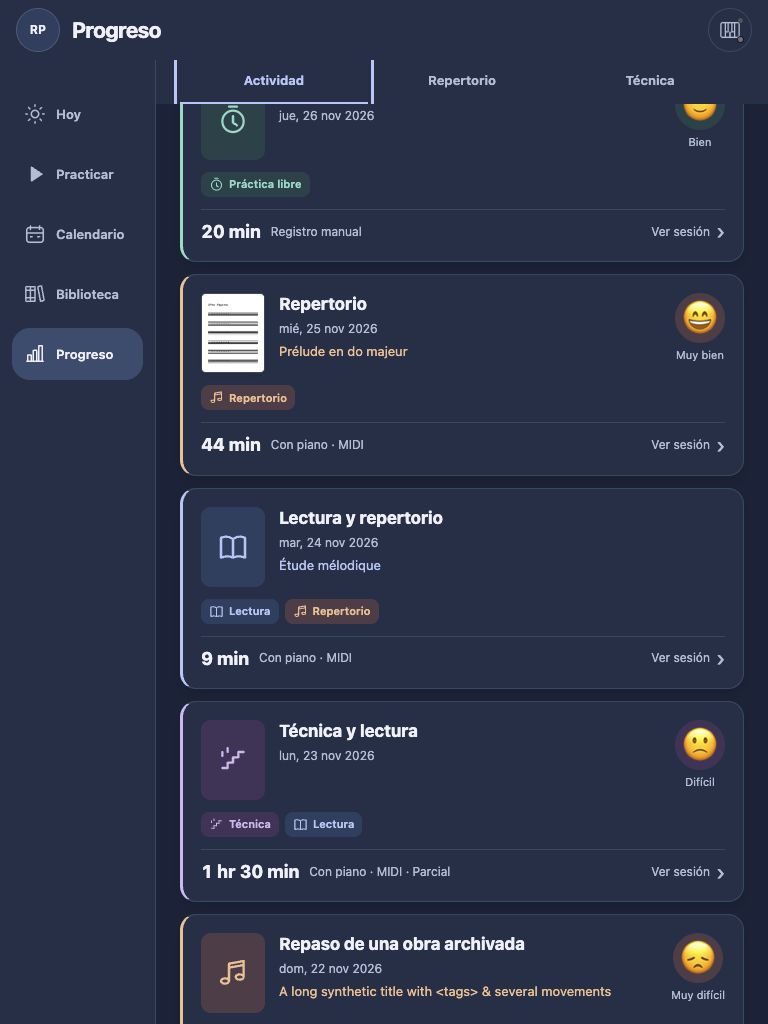 RP
Progreso
Actividad
Repertorio
Técnica
Hoy
Practicar
Calendario
Biblioteca
Progreso
jue, 26 nov 2026
Bien
Práctica libre
20 min Registro manual
Ver sesión
Repertorio
mié, 25 nov 2026
Prélude en do majeur
Muy bien
Repertorio
44 min Con piano · MIDI
Ver sesión
Lectura y repertorio
mar, 24 nov 2026
Étude mélodique
Lectura
Repertorio
9 min Con piano · MIDI
Ver sesión
Técnica y lectura
lun, 23 nov 2026
Difícil
Técnica
Lectura
1 hr 30 min Con piano · MIDI · Parcial
Ver sesión
Repaso de una obra archivada
dom, 22 nov 2026
A long synthetic title with <tags> & several movements
Muy difícil